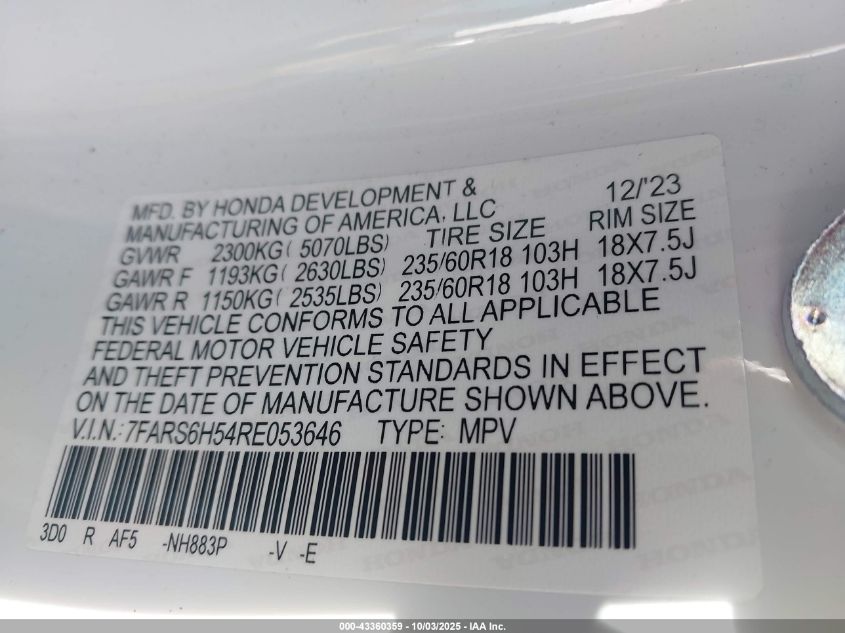 MFD. BY HONDA DEVELOPMENT & 12/'23
MANUFACTURING OF AMERICA, LLC TIRE SIZE RIM SIZE
GVWR 2300KG( 5070LBS)
GAWR F 1193KG( 2630LBS) 235/60R18 103H 18X7.5J
GAWR R 1150KG( 2535LBS) 235/60R18 103H 18X7.5J
THIS VEHICLE CONFORMS TO ALL APPLICABLE
FEDERAL MOTOR VEHICLE SAFETY
AND THEFT PREVENTION STANDARDS IN EFFECT
ON THE DATE OF MANUFACTURE SHOWN ABOVE.
V.I.N.: 7FARS6H54RE053646 TYPE: MPV
3D0 R AF5 -NH883P -V -E
000-43360359 - 10/03/2025 - IAA Inc.